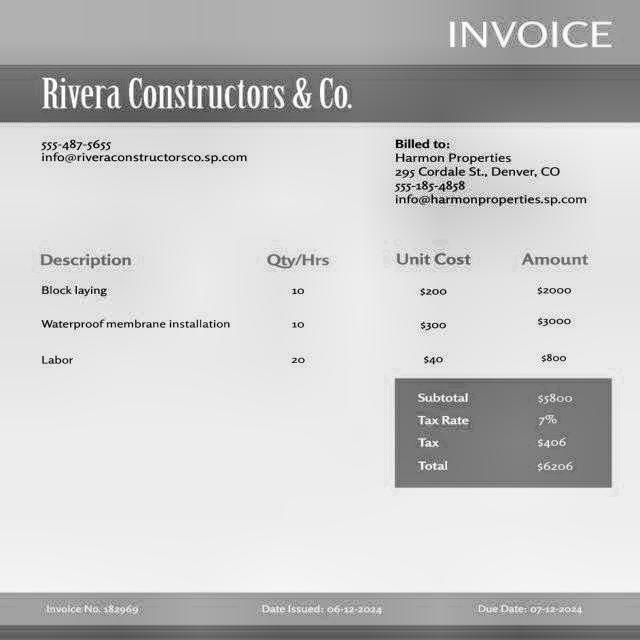 INVOICE
Rivera Constructors & Co.
555-487-5655
info@riveraconstructorsco.sp.com
Billed to:
Harmon Properties
295 Cordale St., Denver, CO
555-185-4858
info@harmonproperties.sp.com
Description Qty/Hrs Unit Cost Amount
Block laying 10 $200 $2000
Waterproof membrane installation 10 $300 $3000
Labor 20 $40 $800
Subtotal $5800
Tax Rate 7%
Tax $406
Total $6206
Invoice No. 182969 Date Issued: 06-12-2024 Due Date: 07-12-2024